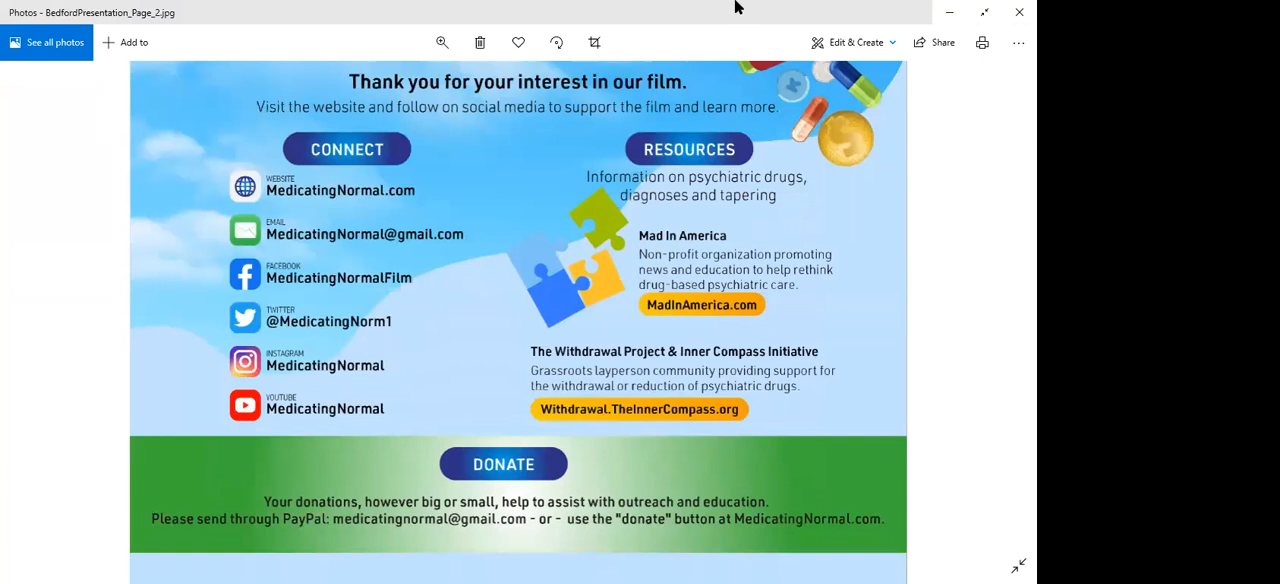 Photos - BedfordPresentation_Page_2.jpg
See all photos
Add to
Edit & Create
Share
Thank you for your interest in our film.
Visit the website and follow on social media to support the film and learn more.
CONNECT
WEBSITE
MedicatingNormal.com
EMAIL
MedicatingNormal@gmail.com
FACEBOOK
MedicatingNormalFilm
TWITTER
@MedicatingNorm1
INSTAGRAM
MedicatingNormal
YOUTUBE
MedicatingNormal
RESOURCES
Information on psychiatric drugs,
diagnoses and tapering
Mad In America
Non-profit organization promoting
news and education to help rethink
drug-based psychiatric care.
MadInAmerica.com
The Withdrawal Project & Inner Compass Initiative
Grassroots layperson community providing support for
the withdrawal or reduction of psychiatric drugs.
Withdrawal.TheInnerCompass.org
DONATE
Your donations, however big or small, help to assist with outreach and education.
Please send through PayPal: medicatingnormal@gmail.com - or - use the "donate" button at MedicatingNormal.com.